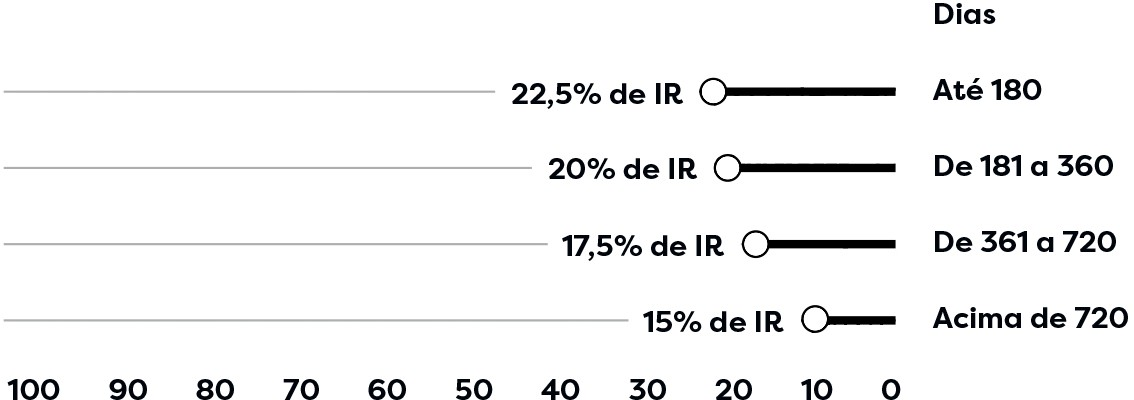 Dias
22,5% de IR Até 180
20% de IR De 181 a 360
17,5% de IR De 361 a 720
15% de IR Acima de 720
100 90 80 70 60 50 40 30 20 10 0